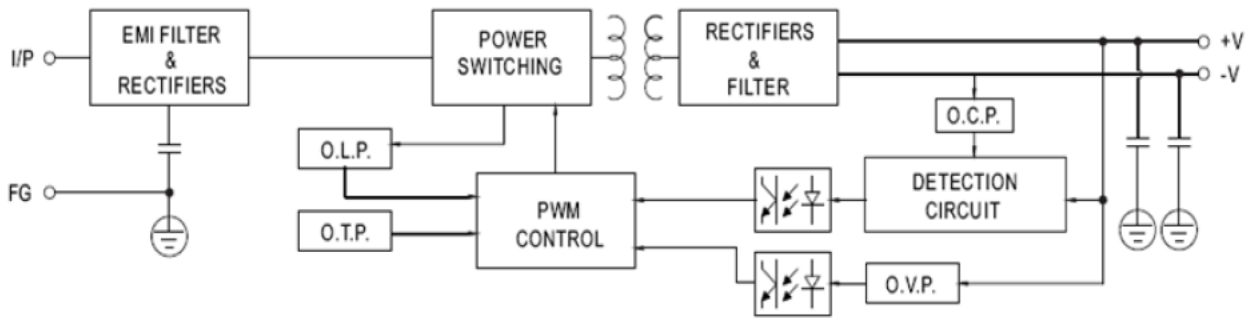 I/P
EMI FILTER
&
RECTIFIERS
POWER
SWITCHING
RECTIFIERS
&
FILTER
+V
-V
O.C.P.
O.L.P.
FG
PWM
CONTROL
DETECTION
CIRCUIT
O.T.P.
O.V.P.